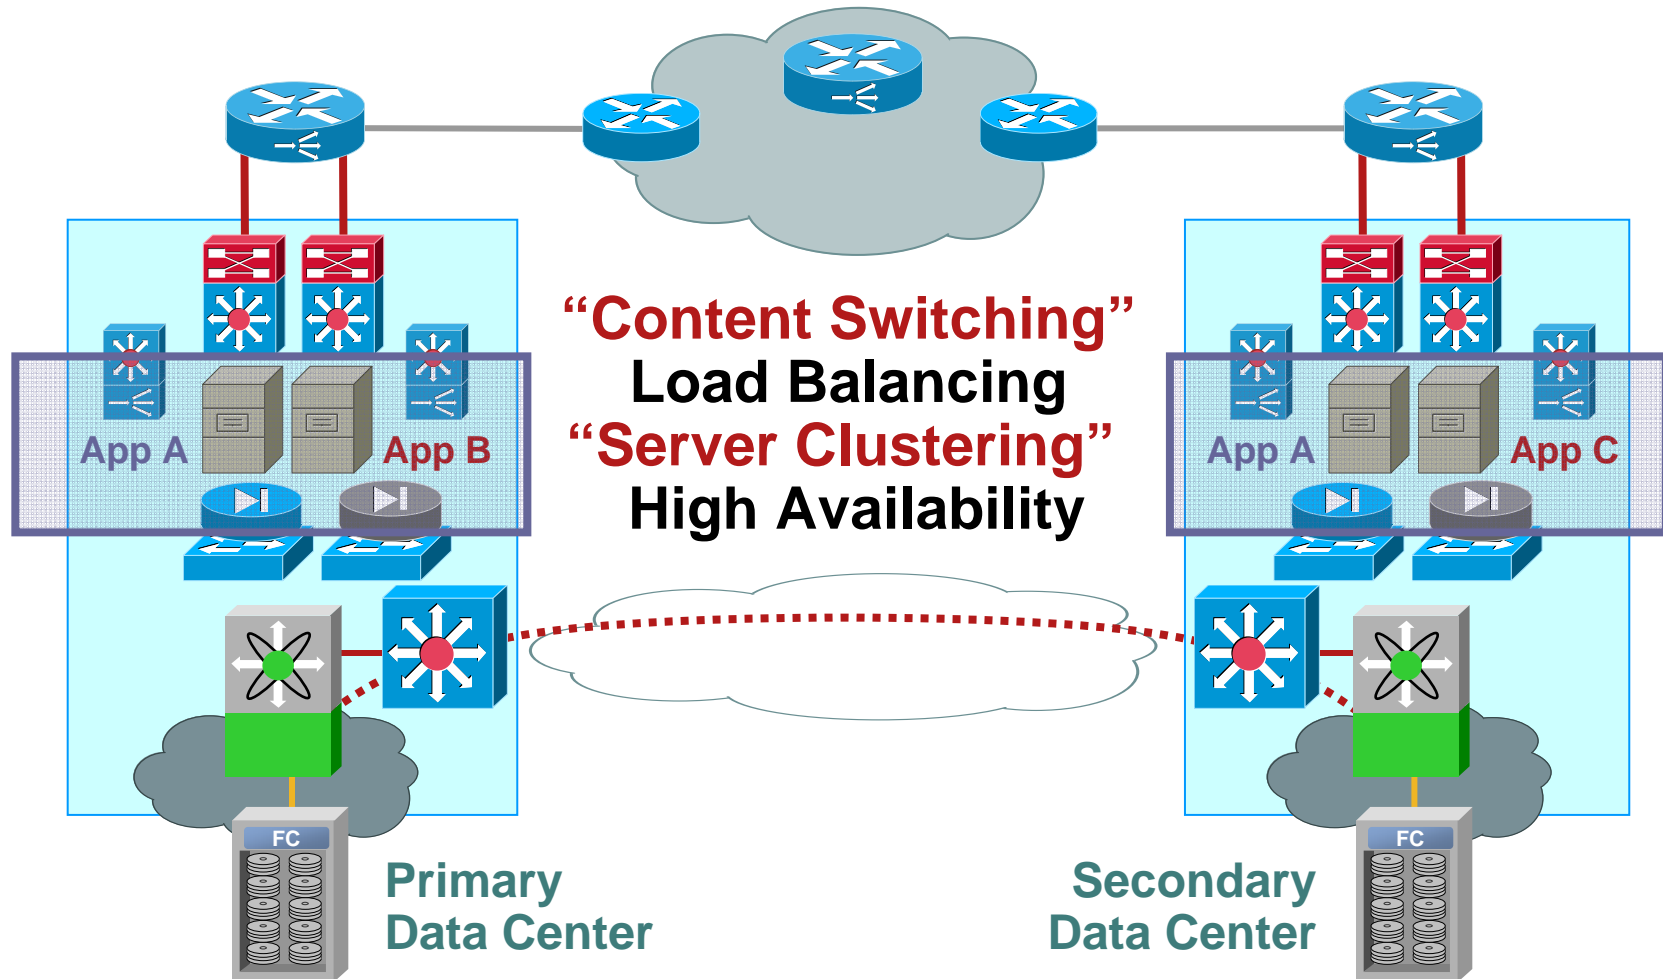 “Content Switching”
Load Balancing
“Server Clustering”
High Availability
App A
App B
App A
App C
FC
FC
Primary
Data Center
Secondary
Data Center